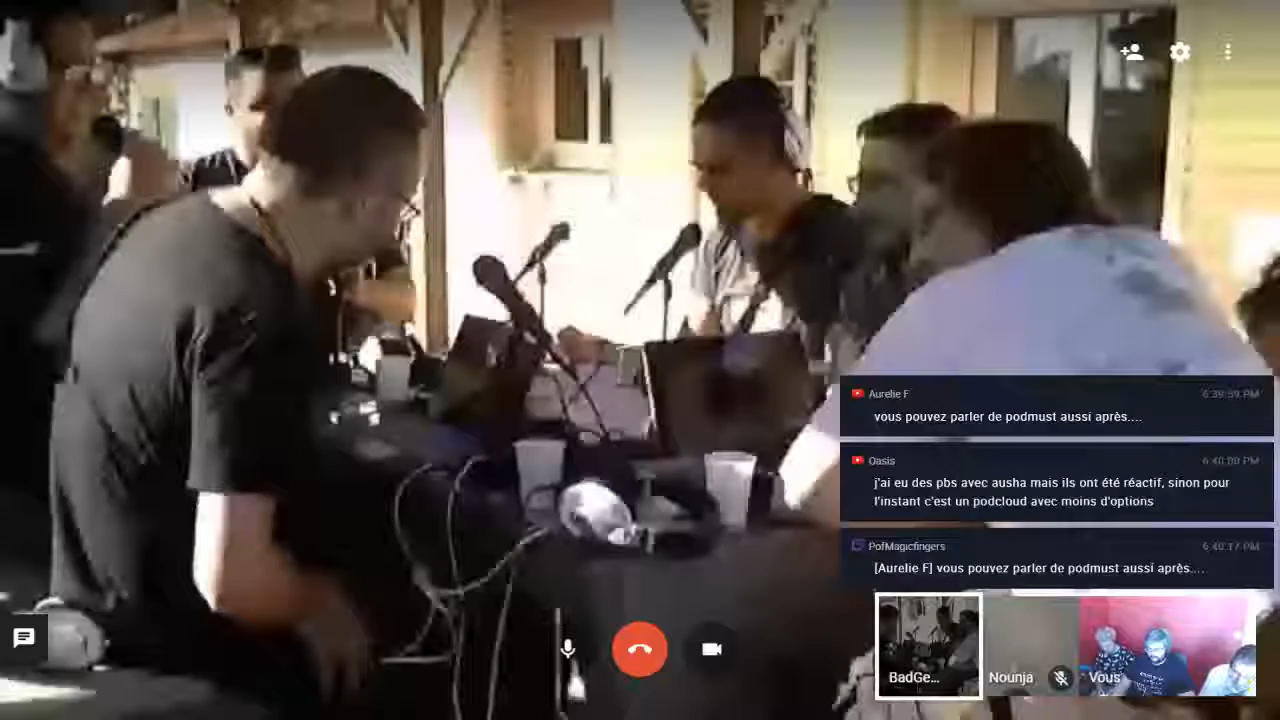 Aurelie F
6:39:59 PM
vous pouvez parler de podmust aussi après....
Oasis
6:40:00 PM
j'ai eu des pbs avec ausha mais ils ont été réactif, sinon pour
l'instant c'est un podcloud avec moins d'options
PofMagicfingers
6:40:17 PM
[Aurelie F] vous pouvez parler de podmust aussi après....
BadGe...
Nounja
Vous